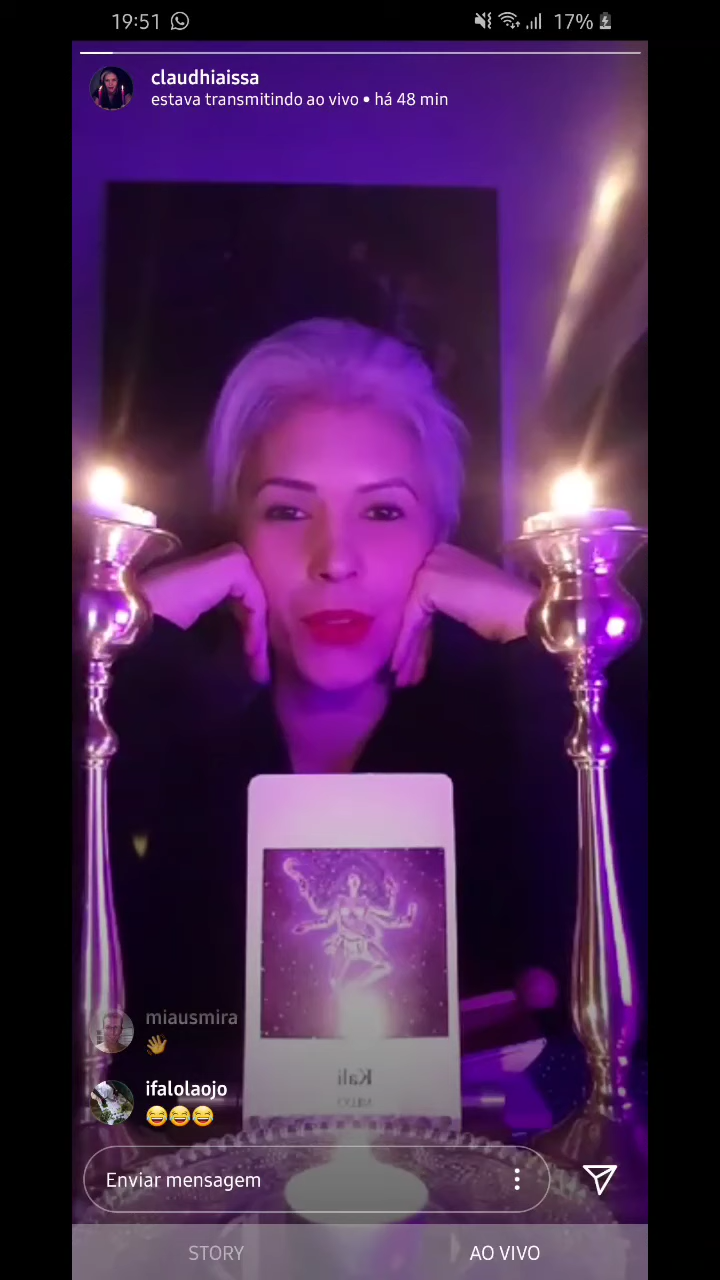 19:51
17%
claudhiaissa
estava transmitindo ao vivo • há 48 min
Kali
miausmira
👋
ifalolaojo
😂😂😂
Enviar mensagem
STORY
AO VIVO